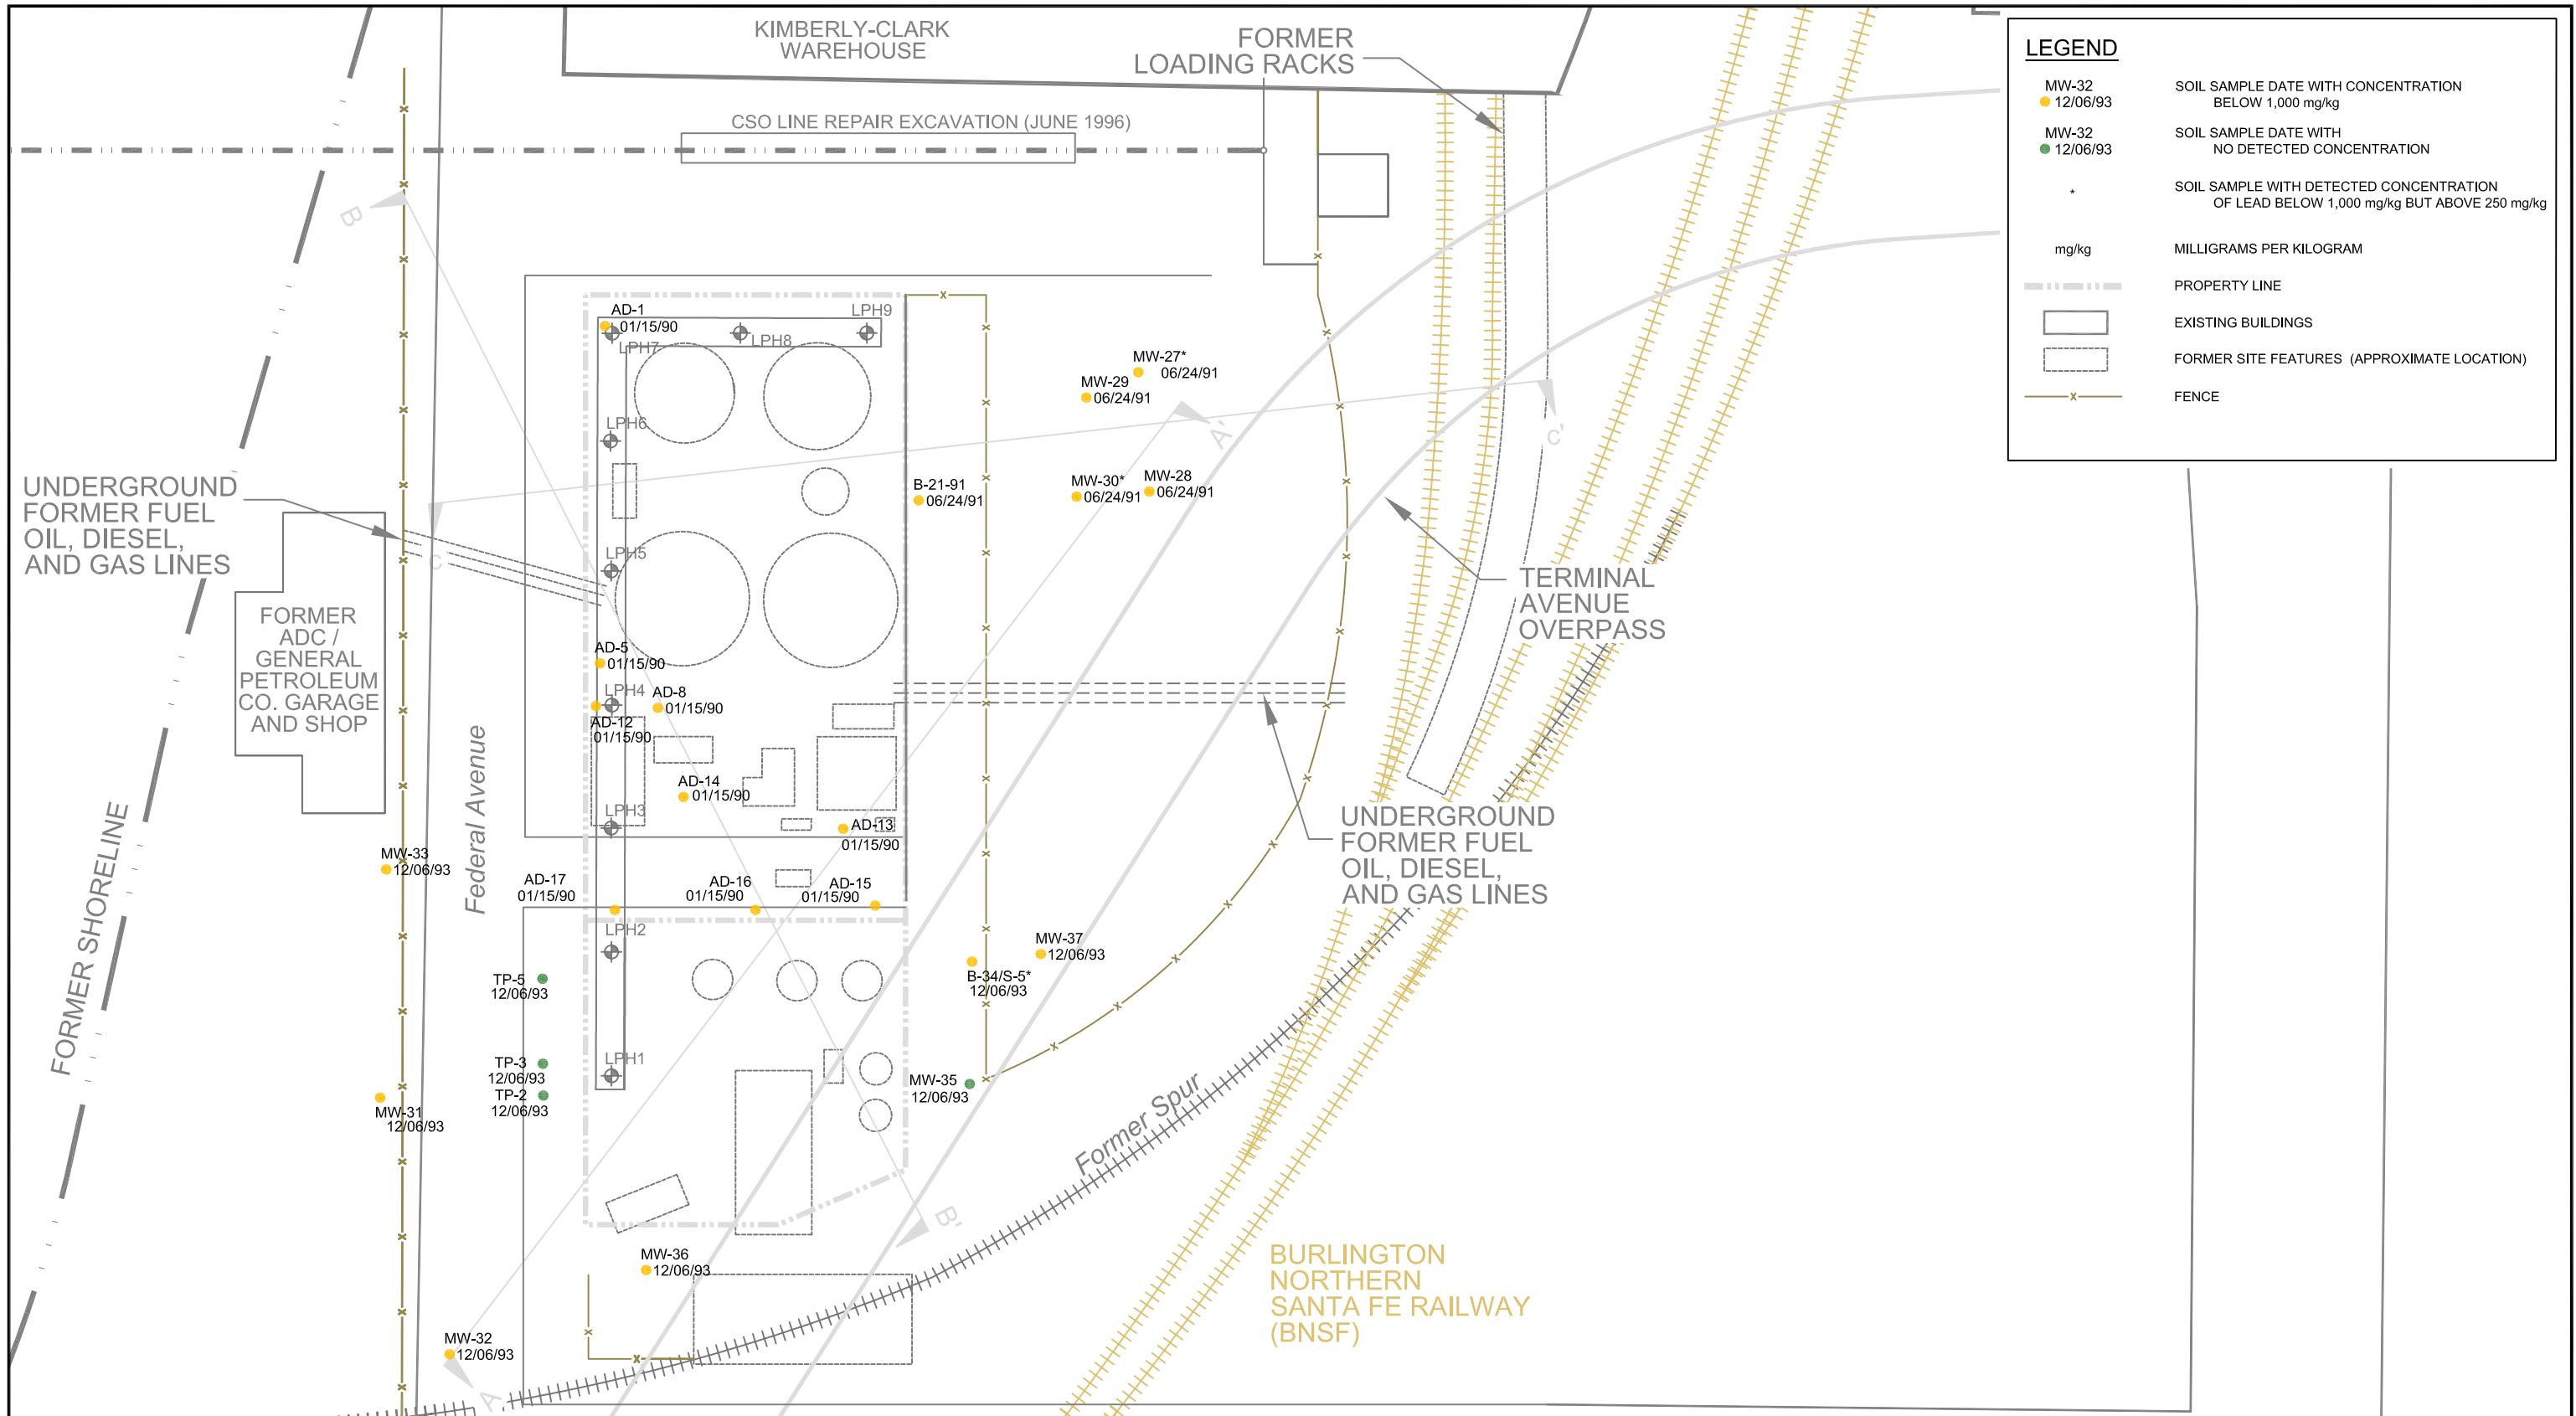 KIMBERLY-CLARK
WAREHOUSE
FORMER
LOADING RACKS
CSO LINE REPAIR EXCAVATION (JUNE 1996)
LEGEND
MW-32
12/06/93
SOIL SAMPLE DATE WITH CONCENTRATION
BELOW 1,000 mg/kg
MW-32
12/06/93
SOIL SAMPLE DATE WITH
NO DETECTED CONCENTRATION
*
SOIL SAMPLE WITH DETECTED CONCENTRATION
OF LEAD BELOW 1,000 mg/kg BUT ABOVE 250 mg/kg
mg/kg
MILLIGRAMS PER KILOGRAM
PROPERTY LINE
EXISTING BUILDINGS
FORMER SITE FEATURES (APPROXIMATE LOCATION)
x
FENCE
B
AD-1
01/15/90
LPH7
LPH8
LPH9
MW-27*
06/24/91
MW-29
06/24/91
A'
C'
LPH6
UNDERGROUND
FORMER FUEL
OIL, DIESEL,
AND GAS LINES
B-21-91
06/24/91
MW-30*
06/24/91
MW-28
06/24/91
C
LPH5
TERMINAL
AVENUE
OVERPASS
FORMER
ADC /
GENERAL
PETROLEUM
CO. GARAGE
AND SHOP
AD-5
01/15/90
LPH4
AD-8
01/15/90
AD-12
01/15/90
Federal Avenue
AD-14
01/15/90
LPH3
AD-13
01/15/90
UNDERGROUND
FORMER FUEL
OIL, DIESEL,
AND GAS LINES
FORMER SHORELINE
MW-33
12/06/93
AD-17
01/15/90
AD-16
01/15/90
AD-15
01/15/90
LPH2
MW-37
12/06/93
B-34/S-5*
12/06/93
TP-5
12/06/93
TP-3
12/06/93
TP-2
12/06/93
LPH1
MW-35
12/06/93
MW-31
12/06/93
Former Spur
B'
MW-36
12/06/93
BURLINGTON
NORTHERN
SANTA FE RAILWAY
(BNSF)
MW-32
12/06/93
A